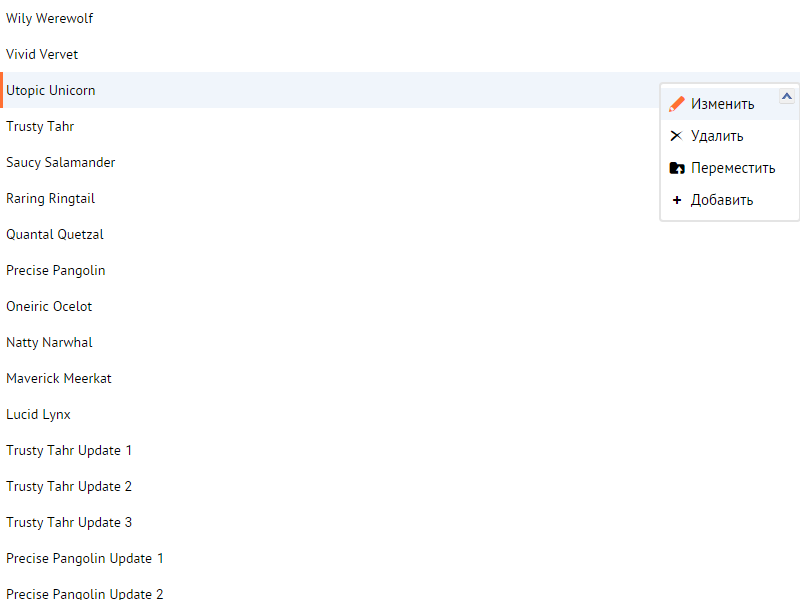 Wily Werewolf
Vivid Vervet
Utopic Unicorn
Изменить
Trusty Tahr
Удалить
Saucy Salamander
Переместить
Raring Ringtail
Добавить
Quantal Quetzal
Precise Pangolin
Oneiric Ocelot
Natty Narwhal
Maverick Meerkat
Lucid Lynx
Trusty Tahr Update 1
Trusty Tahr Update 2
Trusty Tahr Update 3
Precise Pangolin Update 1
Precise Pangolin Update 2